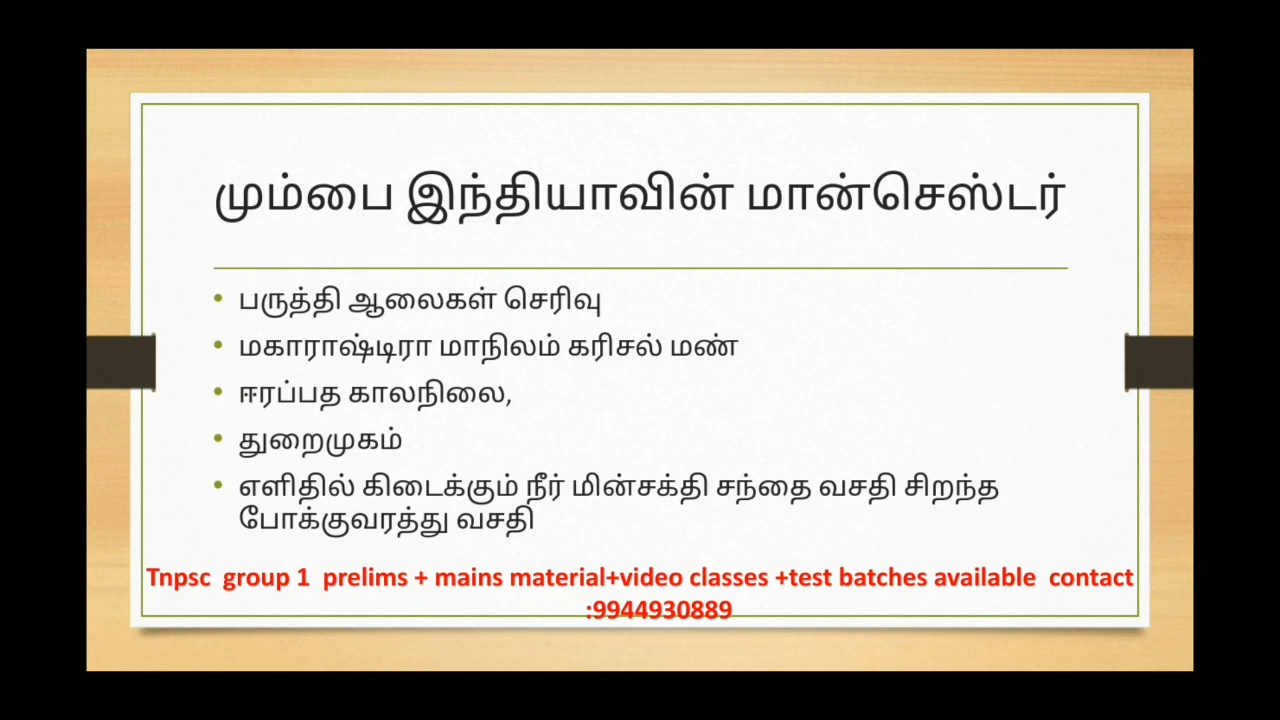 மும்பை இந்தியாவின் மான்செஸ்டர்
• பருத்தி ஆலைகள் செரிவு
• மகாராஷ்டிரா மாநிலம் கரிசல் மண்
• ஈரப்பத காலநிலை,
• துறைமுகம்
• எளிதில் கிடைக்கும் நீர் மின்சக்தி சந்தை வசதி சிறந்த
போக்குவரத்து வசதி
Tnpsc group 1 prelims + mains material+video classes +test batches available contact
:9944930889